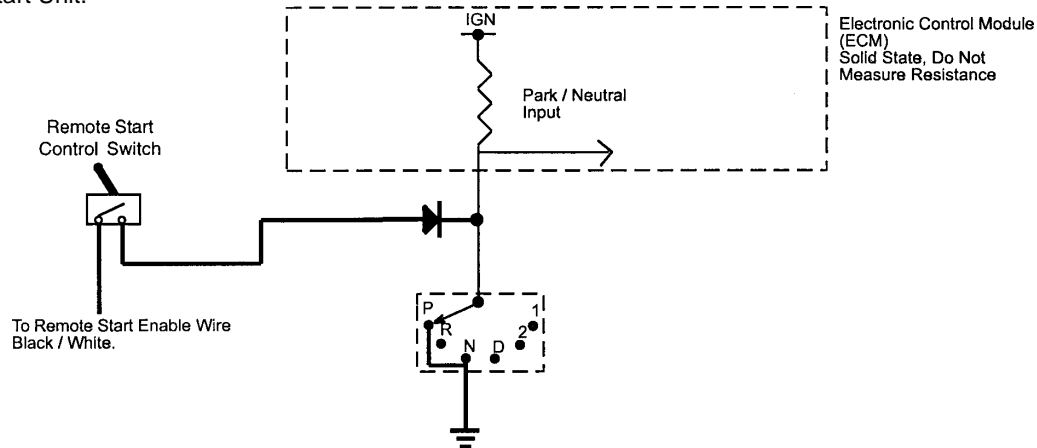 IGN
Electronic Control Module
(ECM)
Solid State, Do Not
Measure Resistance
Park / Neutral
Input
Remote Start
Control Switch
To Remote Start Enable Wire
Black / White.
P
R
N
D
2
1